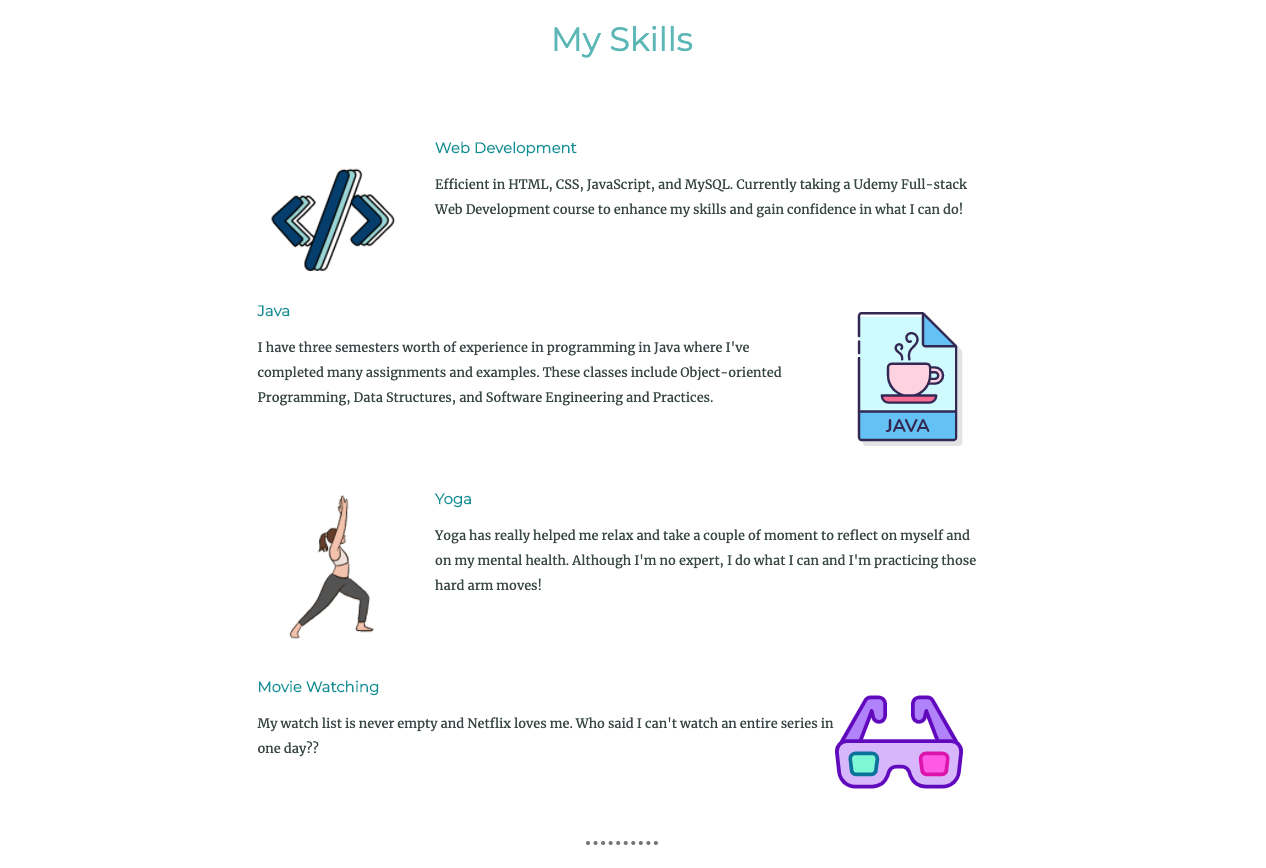 My Skills
Web Development
Efficient in HTML, CSS, JavaScript, and MySQL. Currently taking a Udemy Full-stack
Web Development course to enhance my skills and gain confidence in what I can do!
Java
I have three semesters worth of experience in programming in Java where I've
completed many assignments and examples. These classes include Object-oriented
Programming, Data Structures, and Software Engineering and Practices.
JAVA
Yoga
Yoga has really helped me relax and take a couple of moment to reflect on myself and
on my mental health. Although I'm no expert, I do what I can and I'm practicing those
hard arm moves!
Movie Watching
My watch list is never empty and Netflix loves me. Who said I can't watch an entire series in
one day??